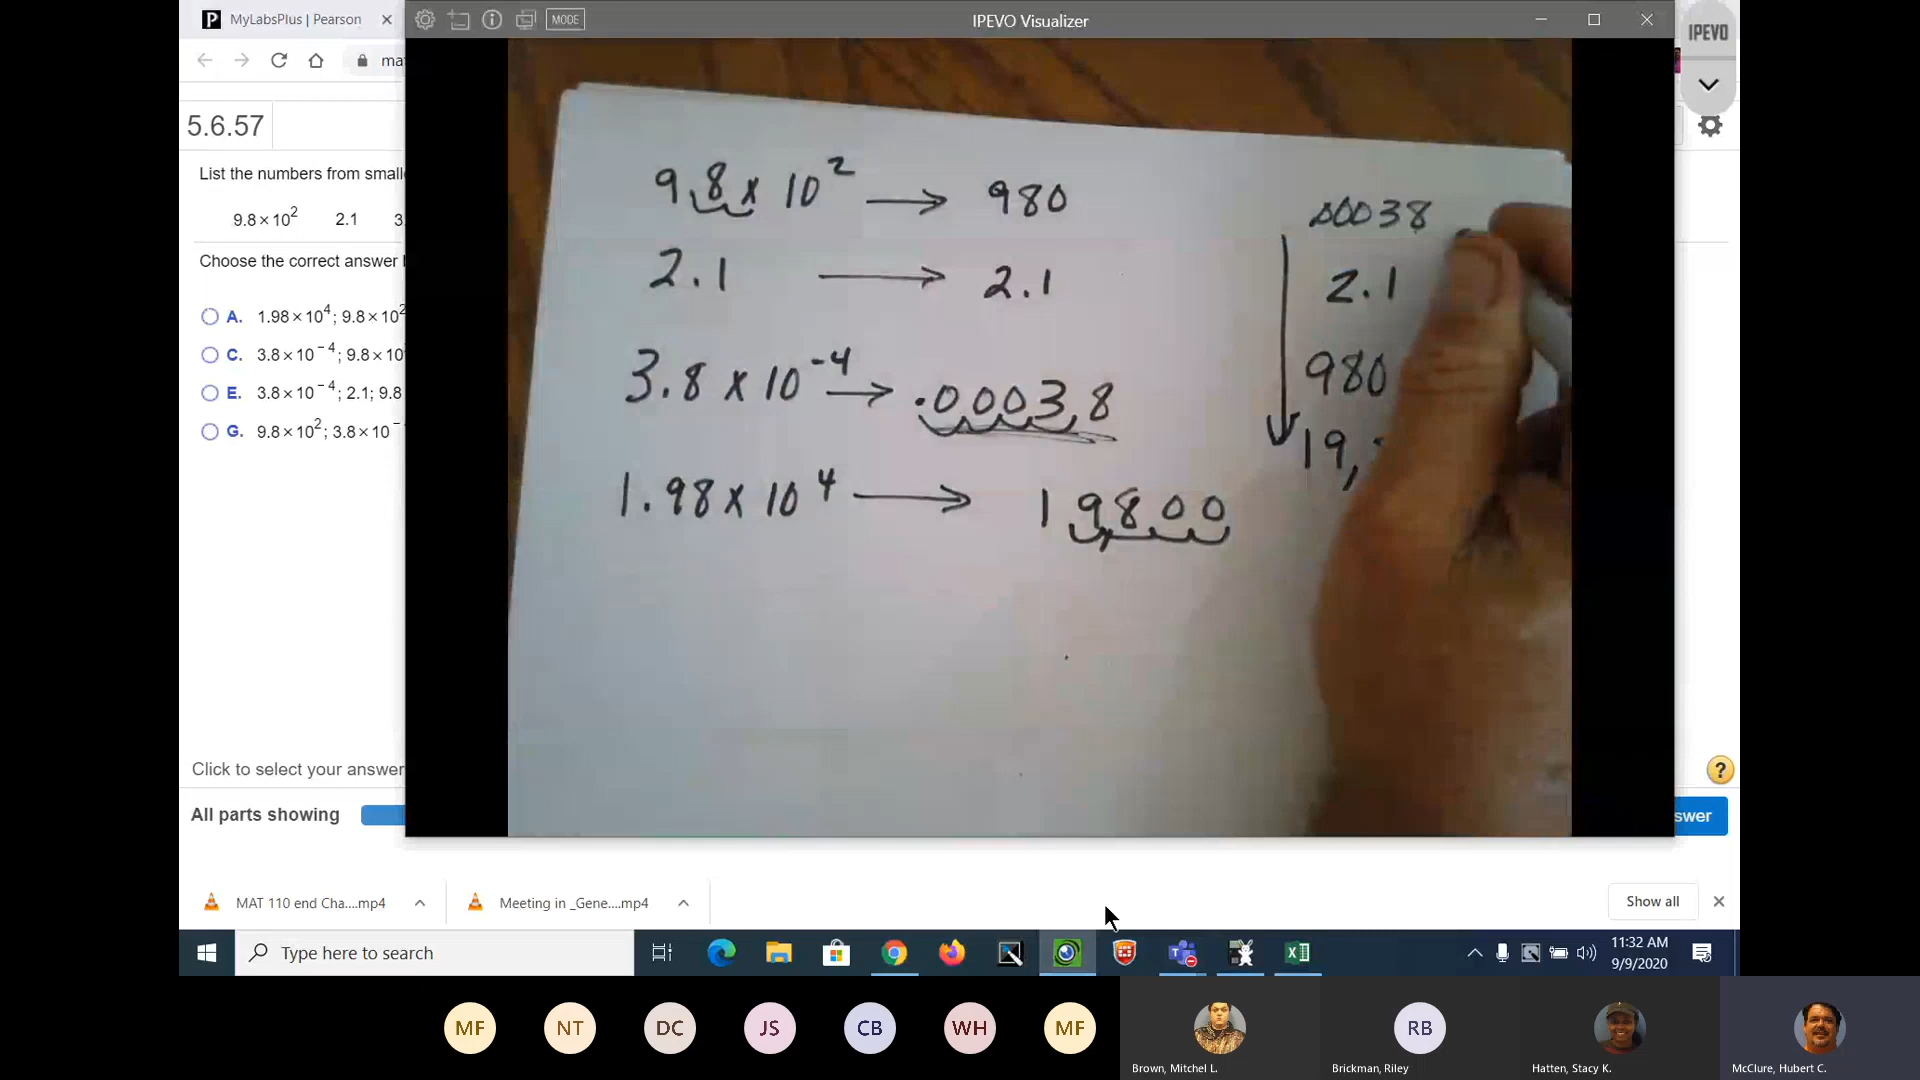 MyLabsPlus | Pearson
MODE
IPEVO Visualizer
IPEVO
5.6.57
List the numbers from
9.8×10² 2.1 3
Choose the correct answer
A. 1.98×10⁴; 9.8×10²
C. 3.8×10⁻⁴; 9.8×10
E. 3.8×10⁻⁴; 2.1; 9.8
G. 9.8×10²; 3.8×10⁻
9.8 x 10² → 980
2.1 → 2.1
3.8 x 10⁻⁴ → .00038
1.98 x 10⁴ → 19800
.00038
2.1
980
19,
Click to select your answer
?
All parts showing
MAT 110 end Cha....mp4
Meeting in _Gene....mp4
Show all
Type here to search
11:32 AM
9/9/2020
MF NT DC JS CB WH MF RB
Brown, Mitchel L.
Brickman, Riley
Hatten, Stacy K.
McClure, Hubert C.